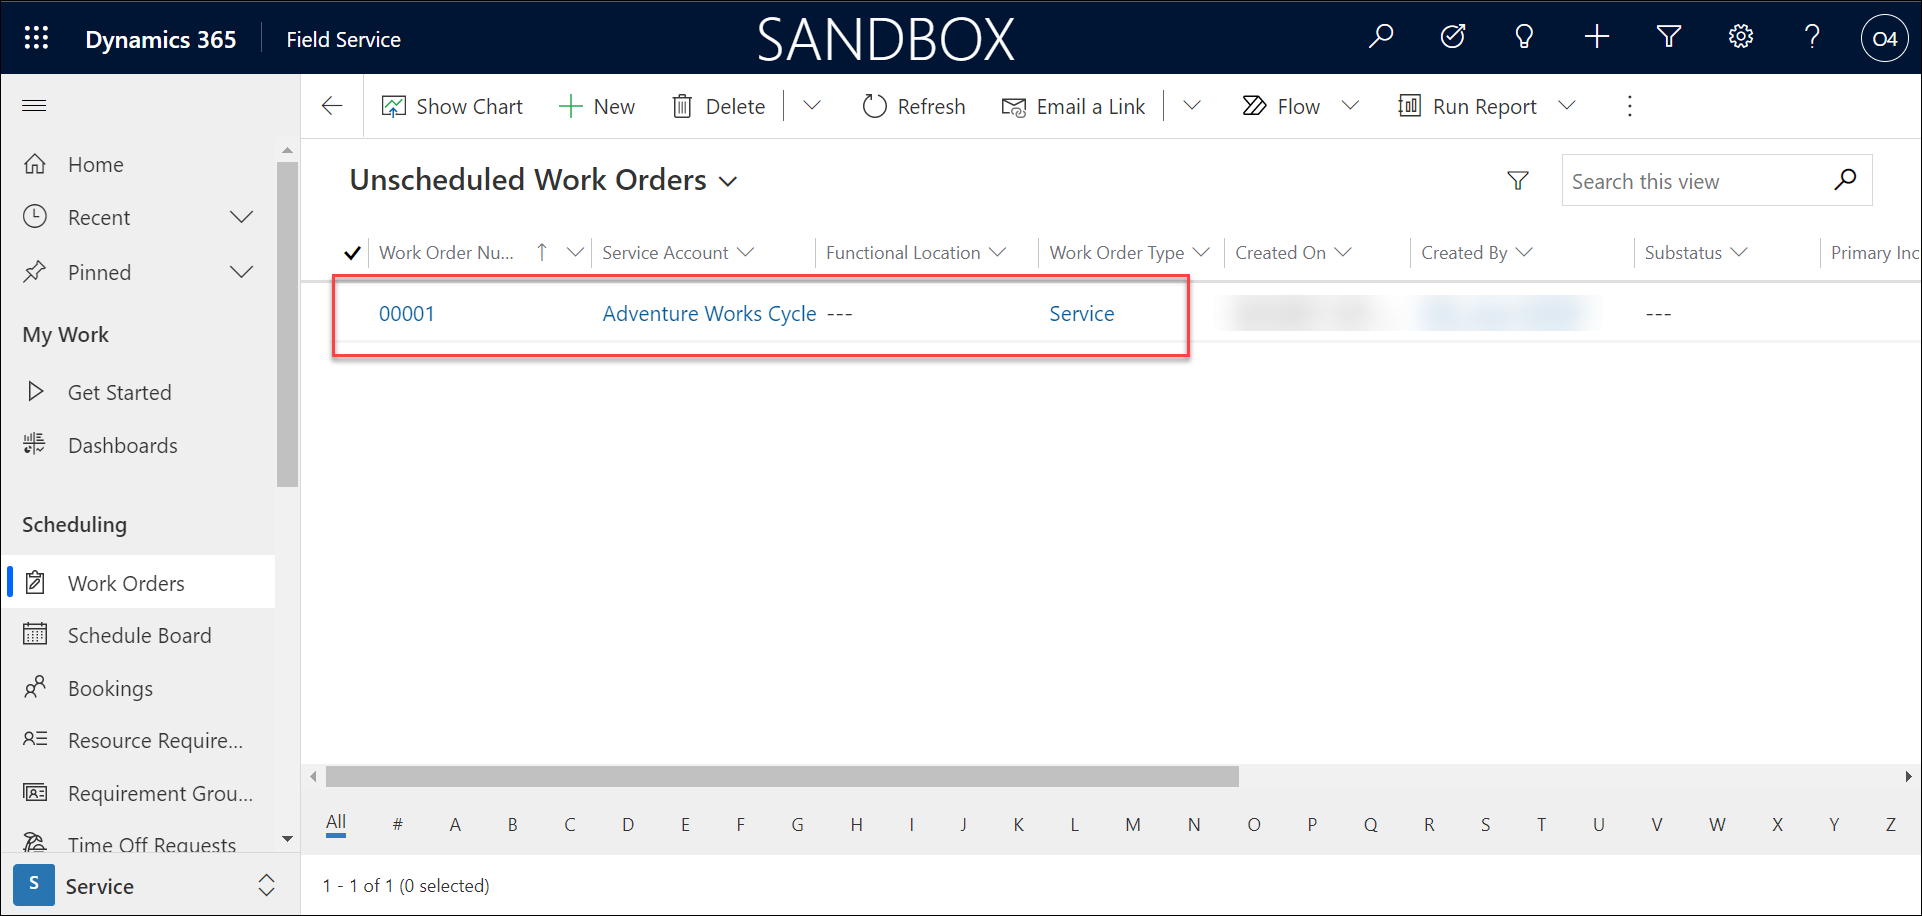 Dynamics 365
Field Service
SANDBOX
O4
Show Chart
New
Delete
Refresh
Email a Link
Flow
Run Report
Home
Recent
Pinned
My Work
Get Started
Dashboards
Scheduling
Work Orders
Schedule Board
Bookings
Resource Require...
Requirement Grou...
Time Off Requests
S
Service
Unscheduled Work Orders
Search this view
Work Order Nu... Service Account Functional Location Work Order Type Created On Created By Substatus Primary Inc
00001 Adventure Works Cycle --- Service ---
All # A B C D E F G H I J K L M N O P Q R S T U V W X Y Z
1 - 1 of 1 (0 selected)